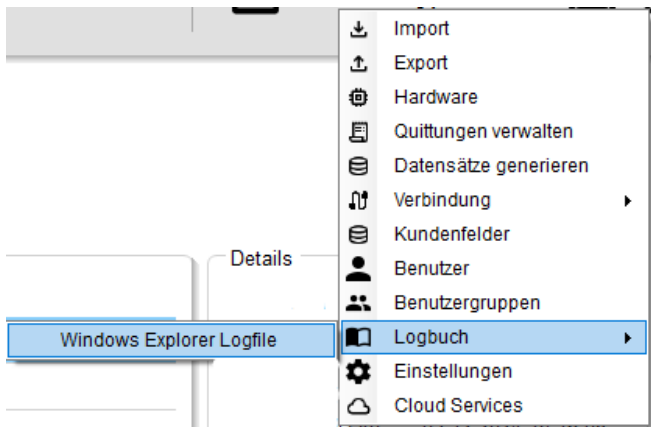 Import
Export
Hardware
Quittungen verwalten
Datensätze generieren
Verbindung
Kundenfelder
Details
Benutzer
Benutzergruppen
Windows Explorer Logfile
Logbuch
Einstellungen
Cloud Services